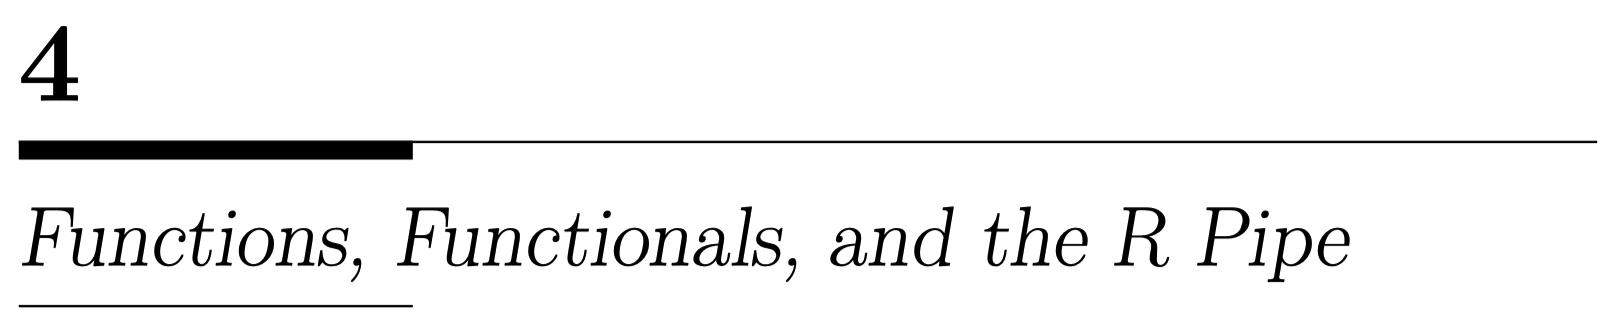 4
Functions, Functionals, and the R Pipe